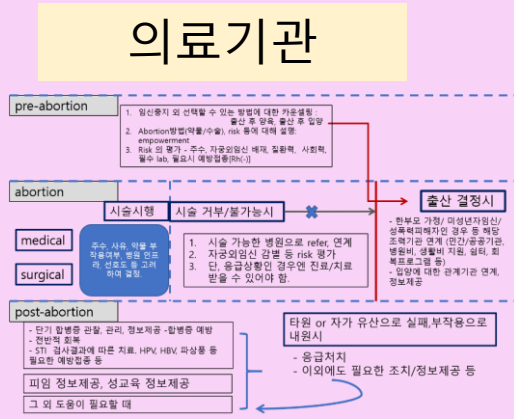 의료기관
pre-abortion
1. 임신중지 외 선택할 수 있는 방법에 대한 카운셀링 :
출산 후 양육, 출산 후 입양
2. Abortion방법(약물/수술), risk 등에 대해 설명:
empowerment
3. Risk 의 평가 - 주수, 자궁외임신 배제, 질환력, 사회력,
필수 lab, 필요시 예방접종[Rh(-)]
abortion
시술시행
시술 거부/불가능시
출산 결정시
medical
surgical
주수, 사유, 약물 부
작용여부, 병원 인프
라, 선호도 등 고려
하여 결정.
1. 시술 가능한 병원으로 refer, 연계
2. 자궁외임신 감별 등 risk 평가
3. 단, 응급상황인 경우엔 진료/치료
받을 수 있어야 함.
- 한부모 가정/ 미성년자임신/
성폭력피해자인 경우 등 해당
조력기관 연계 (민간/공공기관,
병원비, 생활비 지원, 쉼터, 회
복프로그램 등)
- 입양에 대한 관계기관 연계,
정보제공
post-abortion
- 단기 합병증 관찰, 관리, 정보제공 -합병증 예방
- 전반적 회복
- STI 검사결과에 따른 치료, HPV, HBV, 파상풍 등
필요한 예방접종 등
피임 정보제공, 성교육 정보제공
그 외 도움이 필요할 때
타원 or 자가 유산으로 실패,부작용으로
내원시
- 응급처치
- 이외에도 필요한 조치/정보제공 등